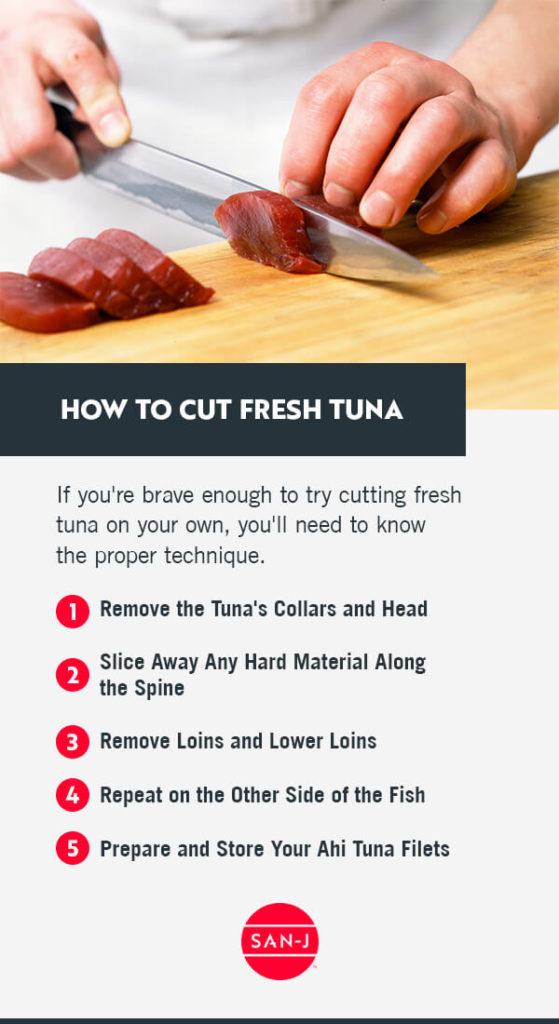 HOW TO CUT FRESH TUNA
If you're brave enough to try cutting fresh
tuna on your own, you'll need to know
the proper technique.
1 Remove the Tuna's Collars and Head
2 Slice Away Any Hard Material Along
the Spine
3 Remove Loins and Lower Loins
4 Repeat on the Other Side of the Fish
5 Prepare and Store Your Ahi Tuna Filets
SAN-J